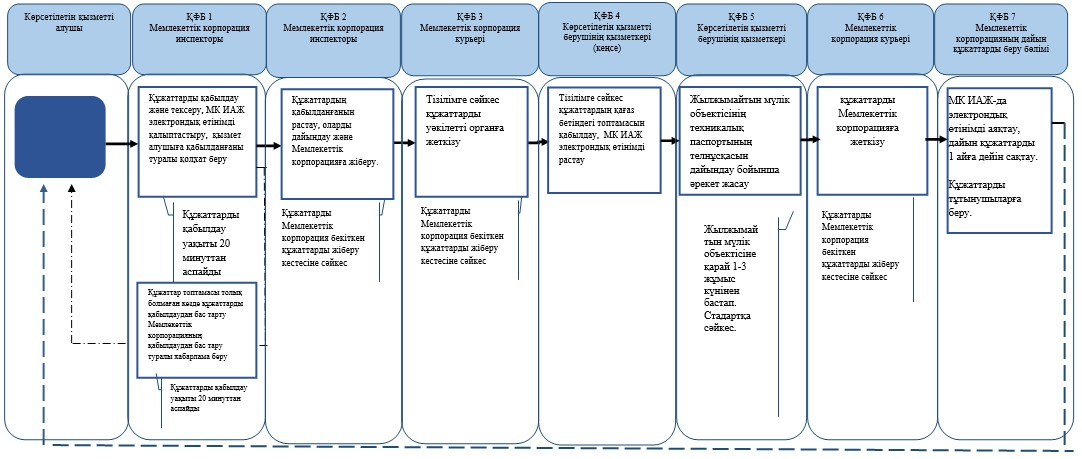 Көрсетілетін қызметті
алушы
ҚФБ 1
Мемлекеттік корпорация
инспекторы
ҚФБ 2
Мемлекеттік корпорация
инспекторы
ҚФБ 3
Мемлекеттік корпорация
курьері
ҚФБ 4
Көрсетілетін қызметті
берушінің қызметкері
(кеңсе)
ҚФБ 5
Көрсетілетін қызметті
берушінің қызметкері
ҚФБ 6
Мемлекеттік
корпорация курьері
ҚФБ 7
Мемлекеттік
корпорацияның дайын
құжаттарды беру бөлімі
Құжаттарды қабылдау
және тексеру, МК ИАЖ
электрондық өтінімді
қалыптастыру, қызмет
алушыға қабылданғаны
туралы қолхат беру
Құжаттарды
қабылдау
уақыты 20
минуттан
аспайды
Құжаттар топтамасы толық
болмаған кезде құжаттарды
қабылдаудан бас тарту
Мемлекеттік
корпорацияның
қабылдаудан бас тару
туралы хабарлама беру
Құжаттарды қабылдау
уақыты 20 минуттан
аспайды
Құжаттардың
қабылданғанын
растау, оларды
дайындау және
Мемлекеттік
корпорацияға жіберу.
Құжаттарды
Мемлекеттік
корпорация бекіткен
құжаттарды жіберу
кестесіне сәйкес
Тізілімге сәйкес
құжаттарды
уәкілетті органға
жеткізу
Құжаттарды
Мемлекеттік
корпорация бекіткен
құжаттарды жіберу
кестесіне сәйкес
Тізілімге сәйкес
құжаттардың қағаз
бетіндегі топтамасын
қабылдау, МК ИАЖ
электрондық өтінімді
растау
Жылжымайтын мүлік
объектісінің
техникалық
паспортының
телнұсқасын
дайындау бойынша
әрекет жасау
Жылжымай
тын мүлік
объектісіне
қарай 1-3
жұмыс
күнінен
бастап.
Стадартқа
сәйкес.
құжаттарды
Мемлекеттік
корпорацияға
жеткізу
Құжаттарды
Мемлекеттік
корпорация
бекіткен
құжаттарды жіберу
кестесіне сәйкес
МК ИАЖ-да
электрондық
өтінімді аяқтау,
дайын құжаттарды
1 айға дейін сақтау.
Құжаттарды
тұтынушыларға
беру.